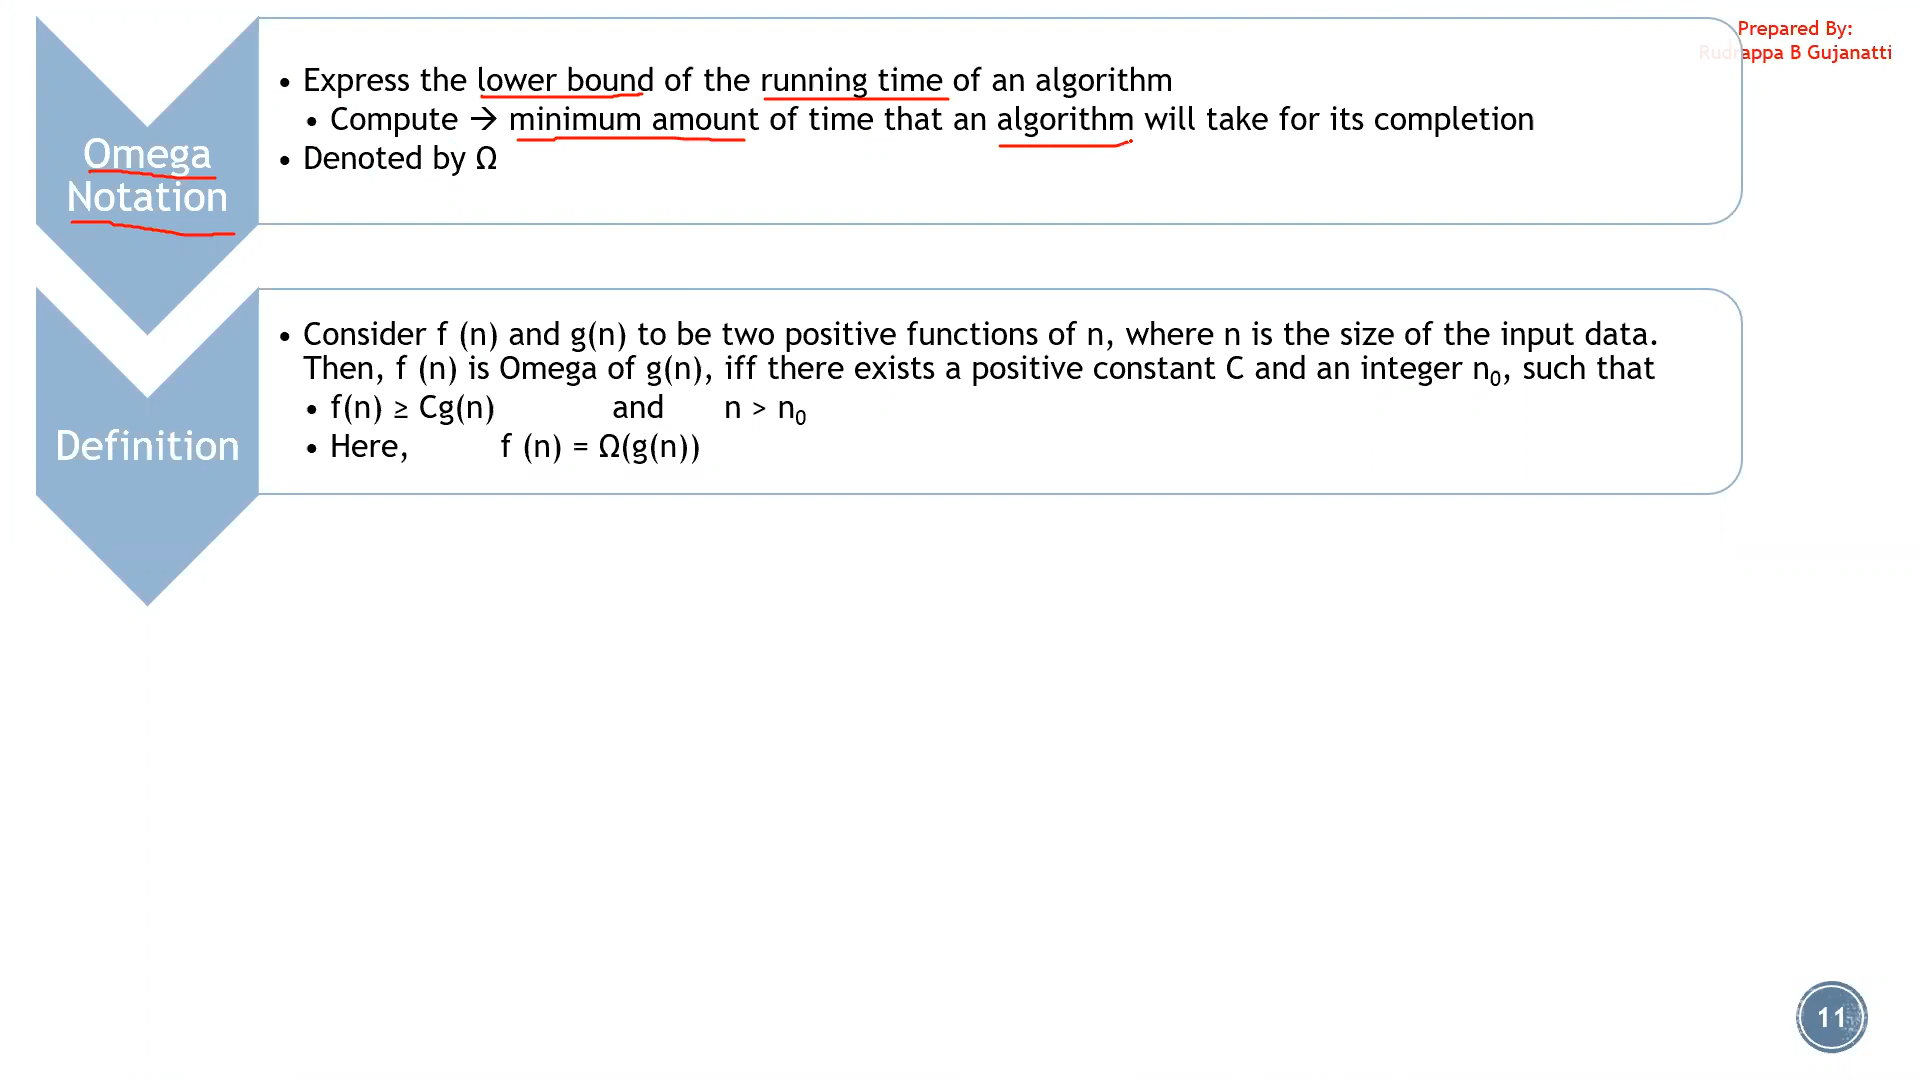 Prepared By:
Rudrappa B Gujanatti
• Express the lower bound of the running time of an algorithm
• Compute → minimum amount of time that an algorithm will take for its completion
• Denoted by Ω
Omega
Notation
• Consider f (n) and g(n) to be two positive functions of n, where n is the size of the input data.
Then, f (n) is Omega of g(n), iff there exists a positive constant C and an integer n₀, such that
• f(n) ≥ Cg(n) and n > n₀
• Here, f (n) = Ω(g(n))
Definition
11